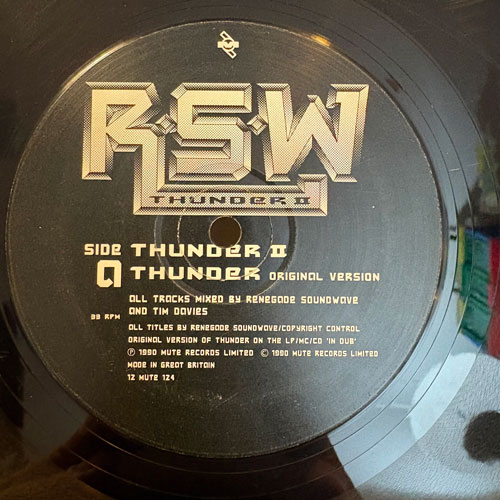 R·S·W
THUNDER II
SIDE THUNDER II
A THUNDER ORIGINAL VERSION
ALL TRACKS MIXED BY RENEGADE SOUNDWAVE
33 RPM AND TIM DAVIES
ALL TITLES BY RENEGADE SOUNDWAVE/COPYRIGHT CONTROL
ORIGINAL VERSION OF THUNDER ON THE LP/MC/CD 'IN DUB'
℗ 1990 MUTE RECORDS LIMITED © 1990 MUTE RECORDS LIMITED
MADE IN GREAT BRITAIN
12 MUTE 124